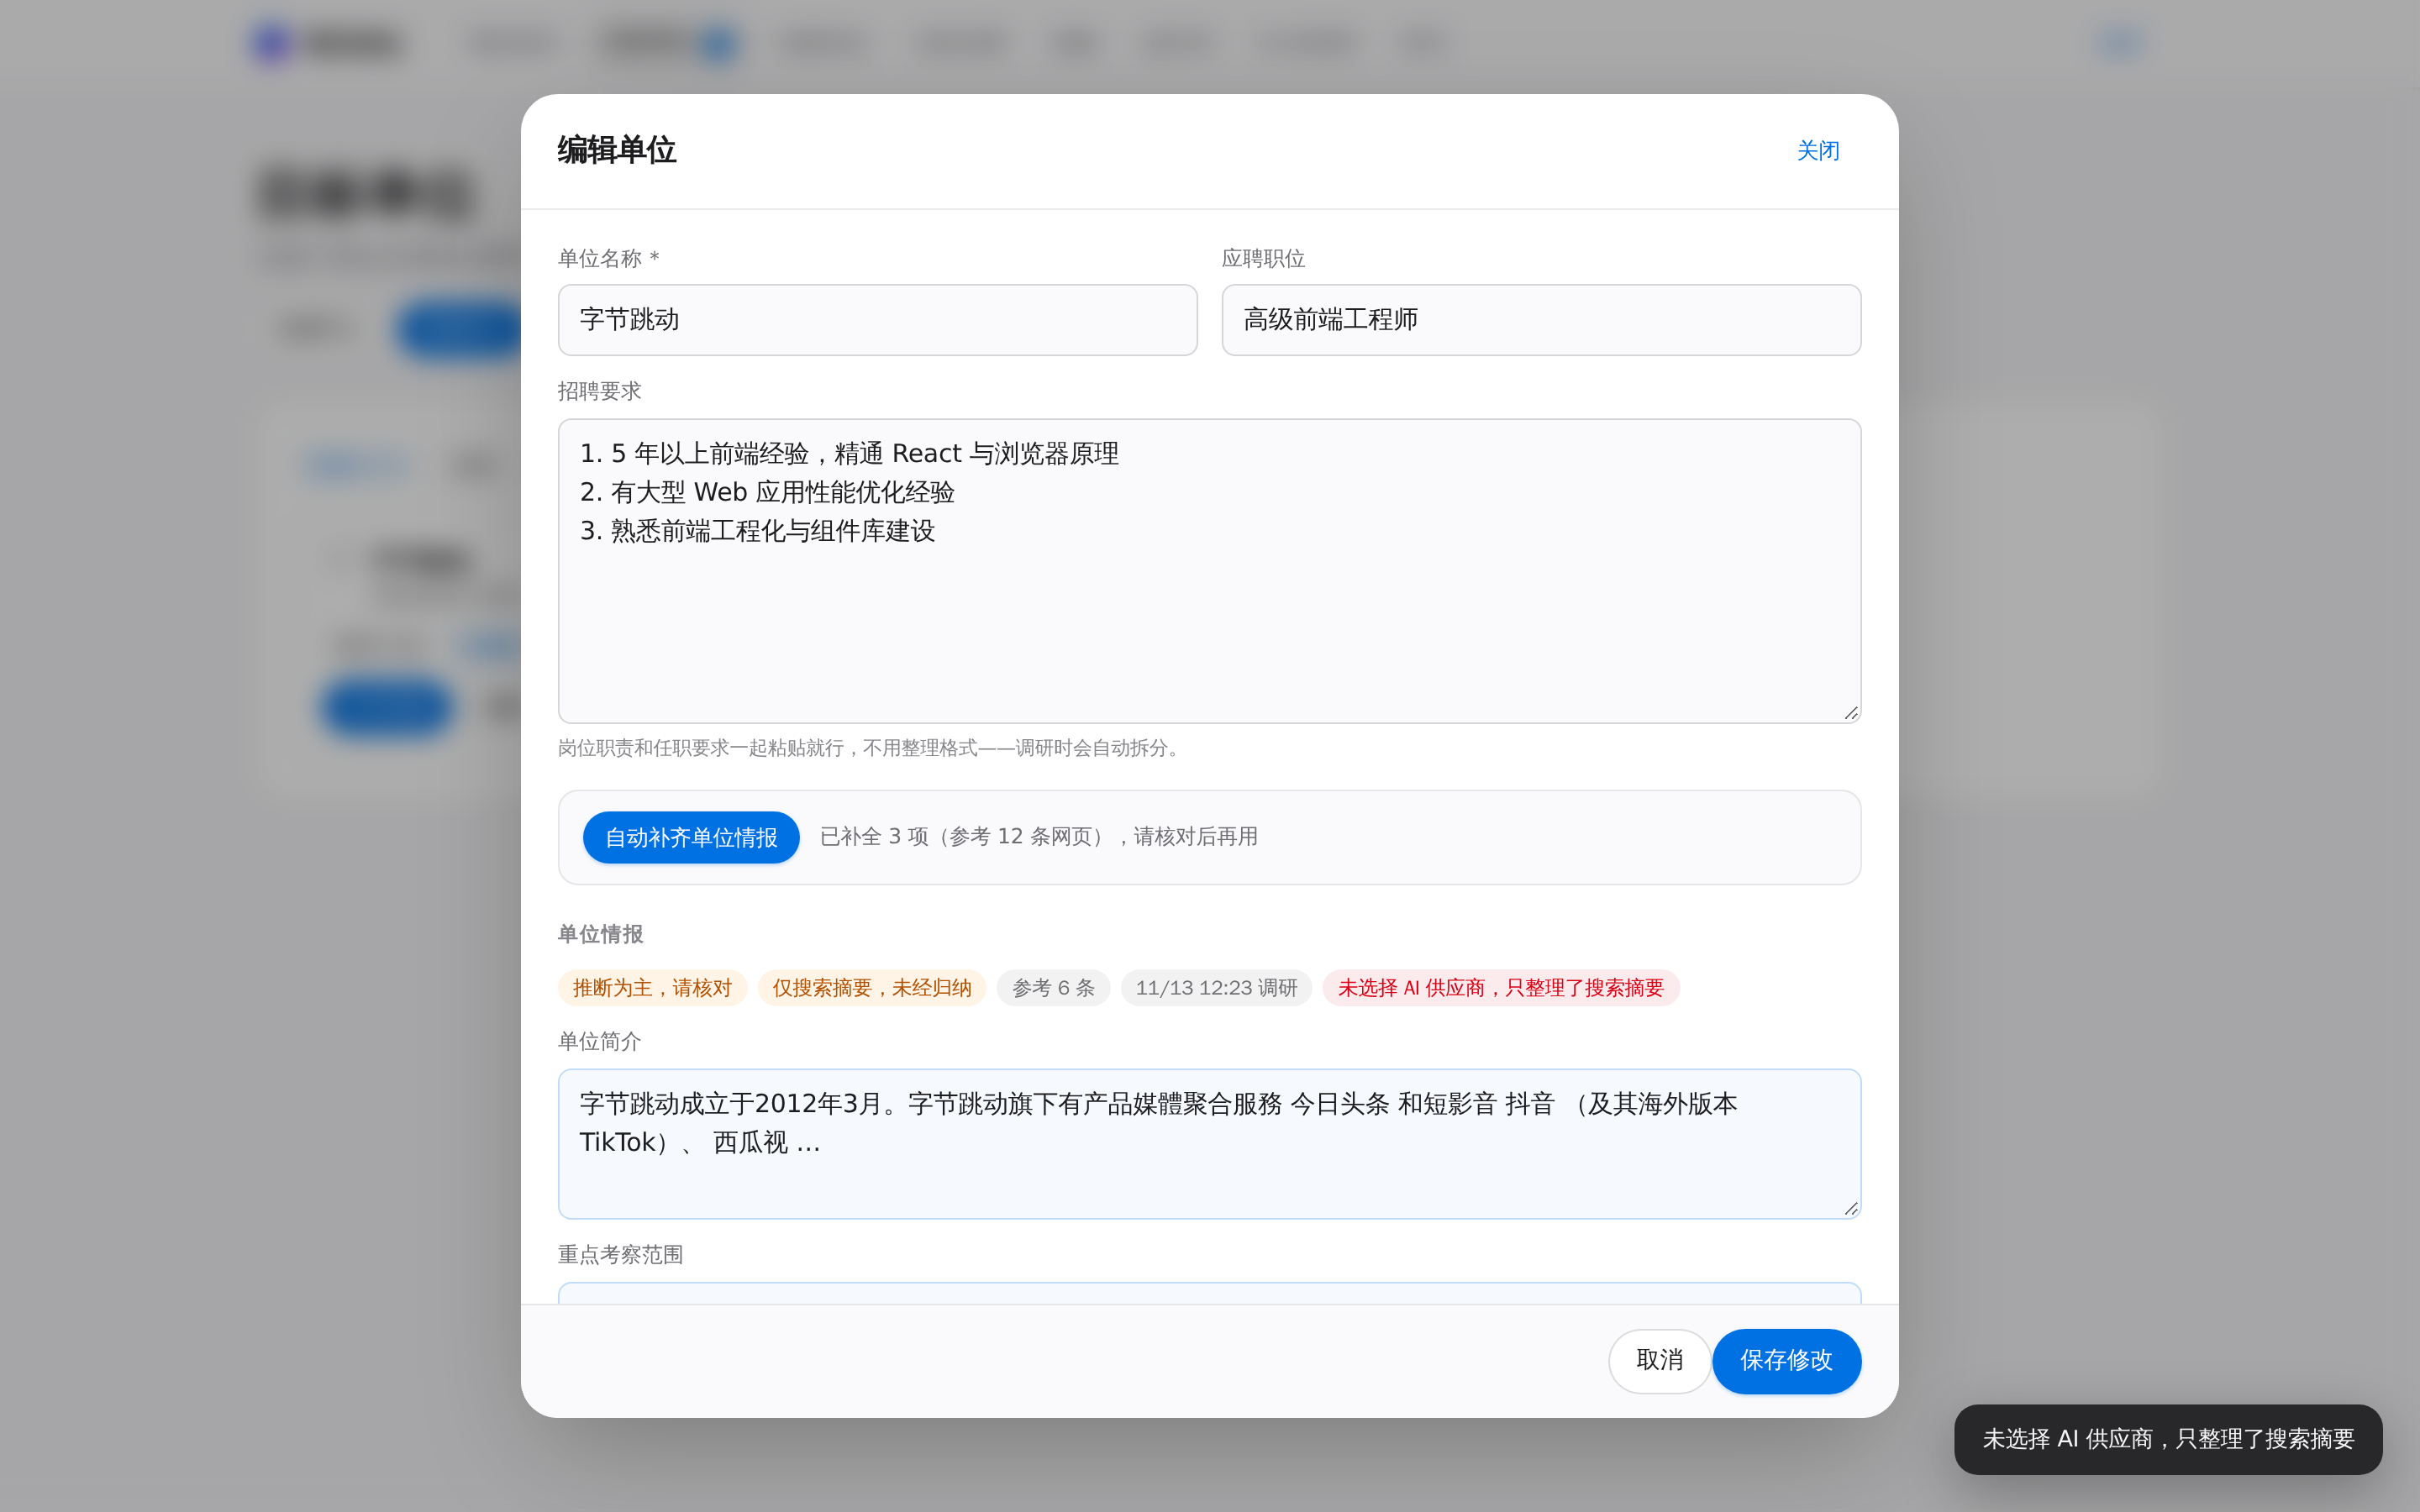 编辑单位
关闭
单位名称 *
应聘职位
字节跳动
高级前端工程师
招聘要求
1. 5 年以上前端经验，精通 React 与浏览器原理
2. 有大型 Web 应用性能优化经验
3. 熟悉前端工程化与组件库建设
岗位职责和任职要求一起粘贴就行，不用整理格式——调研时会自动拆分。
自动补齐单位情报
已补全 3 项（参考 12 条网页），请核对后再用
单位情报
推断为主，请核对
仅搜索摘要，未经归纳
参考 6 条
11/13 12:23 调研
未选择 AI 供应商，只整理了搜索摘要
单位简介
字节跳动成立于2012年3月。字节跳动旗下有产品媒體聚合服務 今日头条 和短影音 抖音 （及其海外版本
TikTok）、 西瓜视 ...
重点考察范围
取消
保存修改
未选择 AI 供应商，只整理了搜索摘要